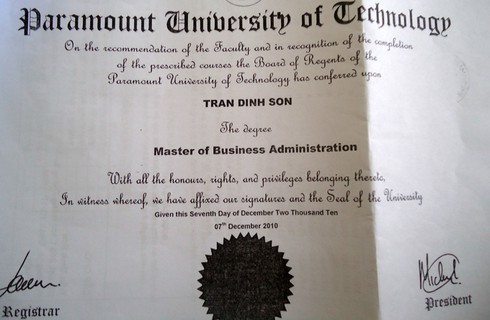 Paramount University of Technology
On the recommendation of the Faculty and in recognition of the completion
of the prescribed courses the Board of Regents of the
Paramount University of Technology has conferred upon
TRAN DINH SON
The degree
Master of Business Administration
With all the honours, rights, and privileges belonging thereto,
In witness whereof, we have affixed our signatures and the Seal of the University
Given this Seventh Day of December Two Thousand Ten
07th December 2010
Registrar
President